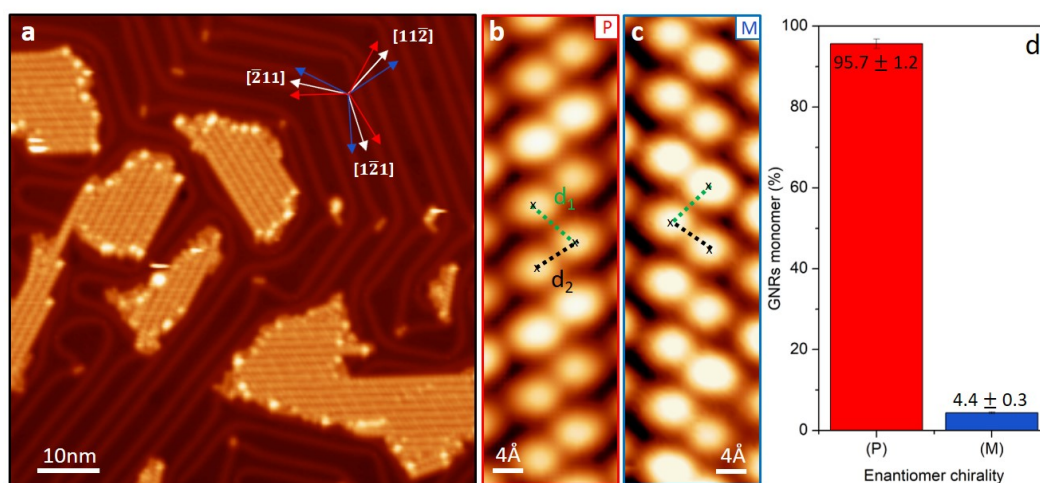 a
[112̄]
[2̄11]
[12̄1]
10nm
b
P
d₁
d₂
4Å
c
M
4Å
d
100
80
60
40
20
0
GNRs monomer (%)
95.7 ± 1.2
4.4 ± 0.3
(P)
(M)
Enantiomer chirality